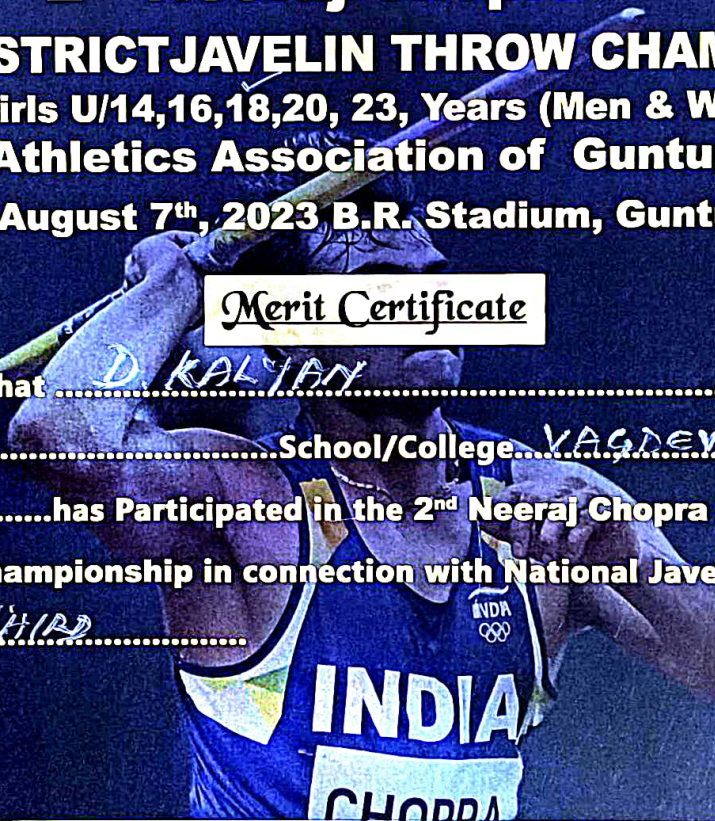 STRICTJAVELIN THROW CHAM
irls U/14,16,18,20, 23, Years (Men & W
Athletics Association of Guntu
August 7th, 2023 B.R. Stadium, Gunt
Merit Certificate
hat .... D. KALYAN ....
....School/College.... VAGDEV
......has Participated in the 2nd Neeraj Chopra
hampionship in connection with National Jave
THIRD ....
INDIA
INDIA
CHOPRA